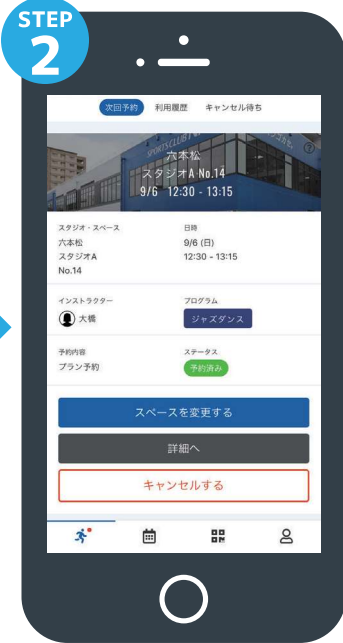 STEP
2
次回予約 利用履歴 キャンセル待ち
SPORTS CLUB
六本松
スタジオA No.14
9/6 12:30 - 13:15
スタジオ・スペース
六本松
スタジオA
No.14
日時
9/6 (日)
12:30 - 13:15
インストラクター
大橋
プログラム
ジャズダンス
予約内容
プラン予約
ステータス
予約済み
スペースを変更する
詳細へ
キャンセルする